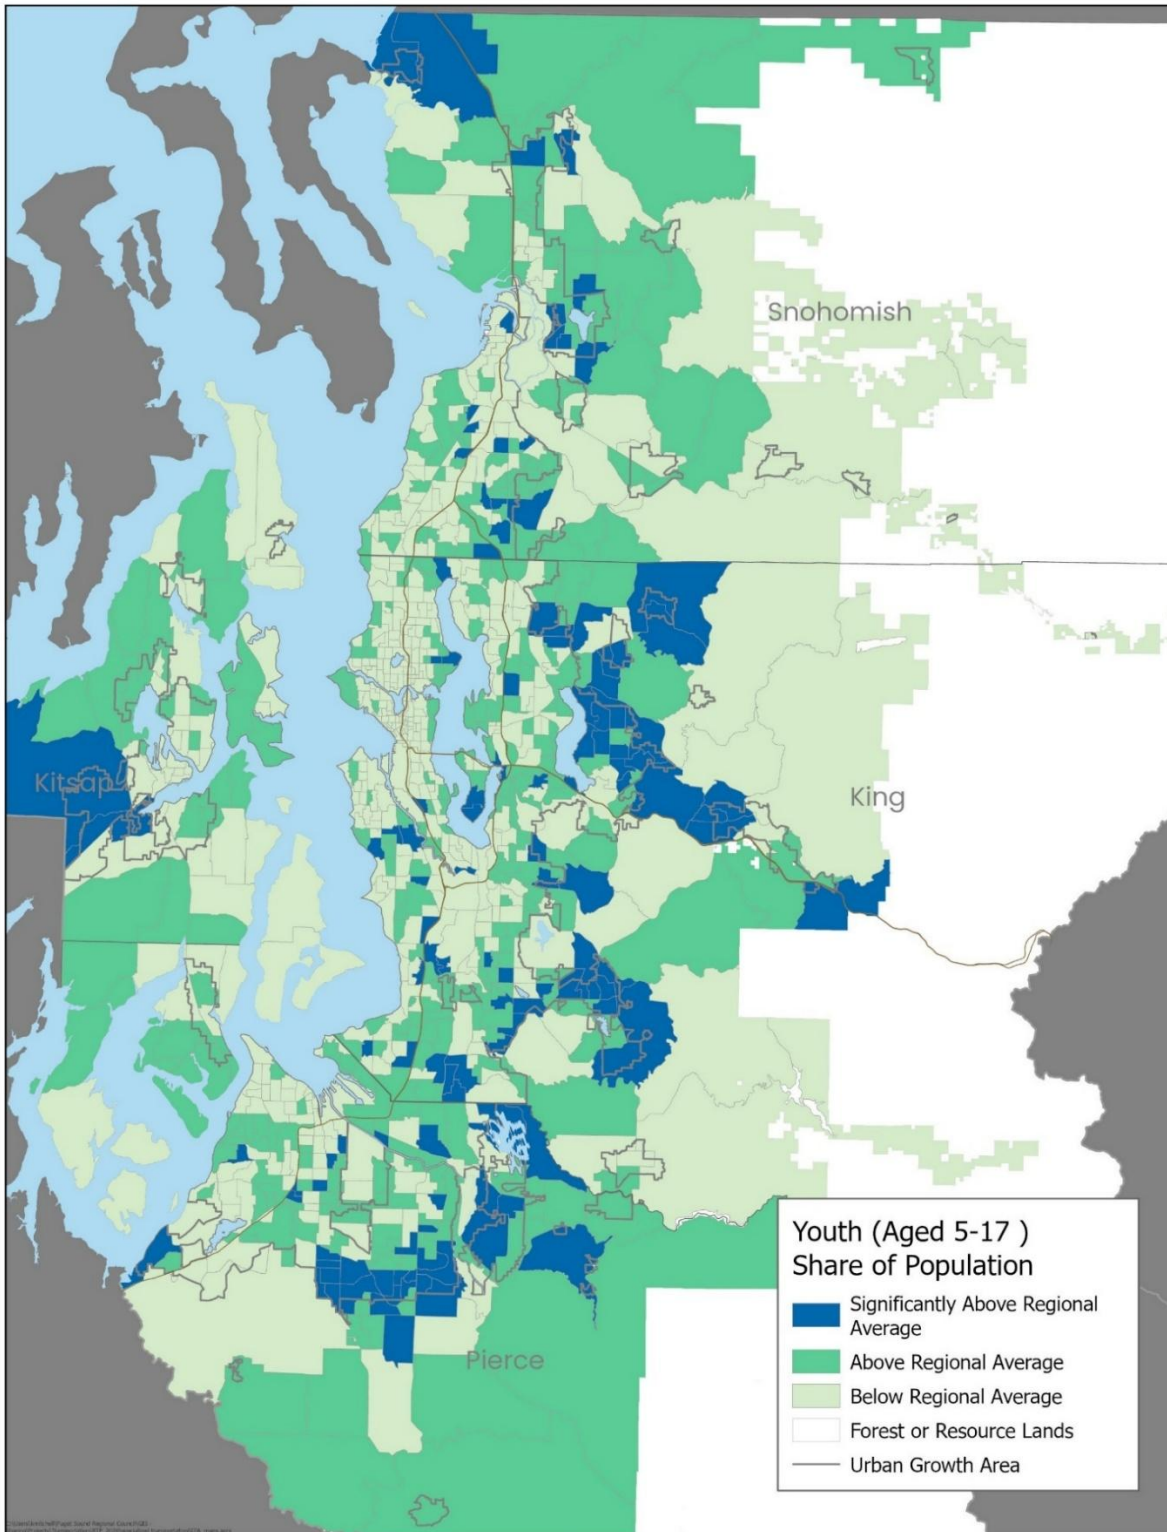 Snohomish
Kitsap
King
Pierce
Youth (Aged 5-17 )
Share of Population
Significantly Above Regional
Average
Above Regional Average
Below Regional Average
Forest or Resource Lands
Urban Growth Area